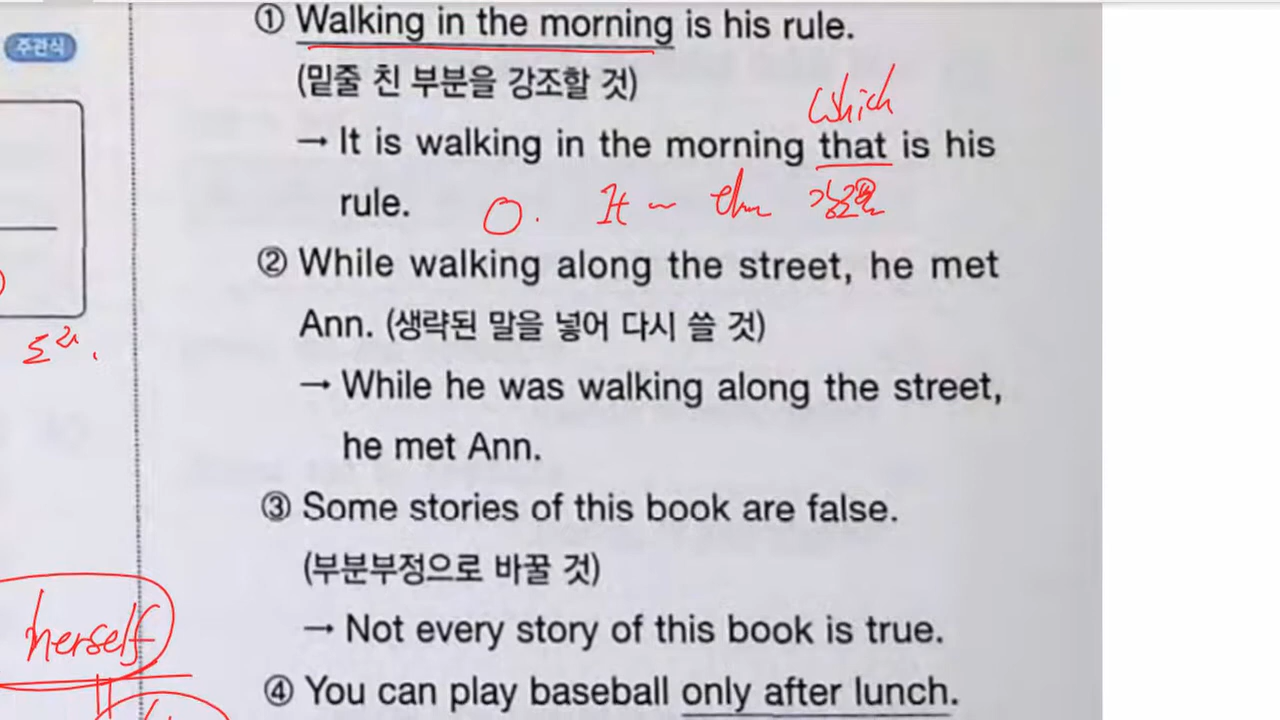 주관식
① Walking in the morning is his rule.
(밑줄 친 부분을 강조할 것)
which
→ It is walking in the morning that is his
rule.
O. It ~ that 강조
② While walking along the street, he met
Ann. (생략된 말을 넣어 다시 쓸 것)
→ While he was walking along the street,
he met Ann.
③ Some stories of this book are false.
(부분부정으로 바꿀 것)
→ Not every story of this book is true.
herself
④ You can play baseball only after lunch.